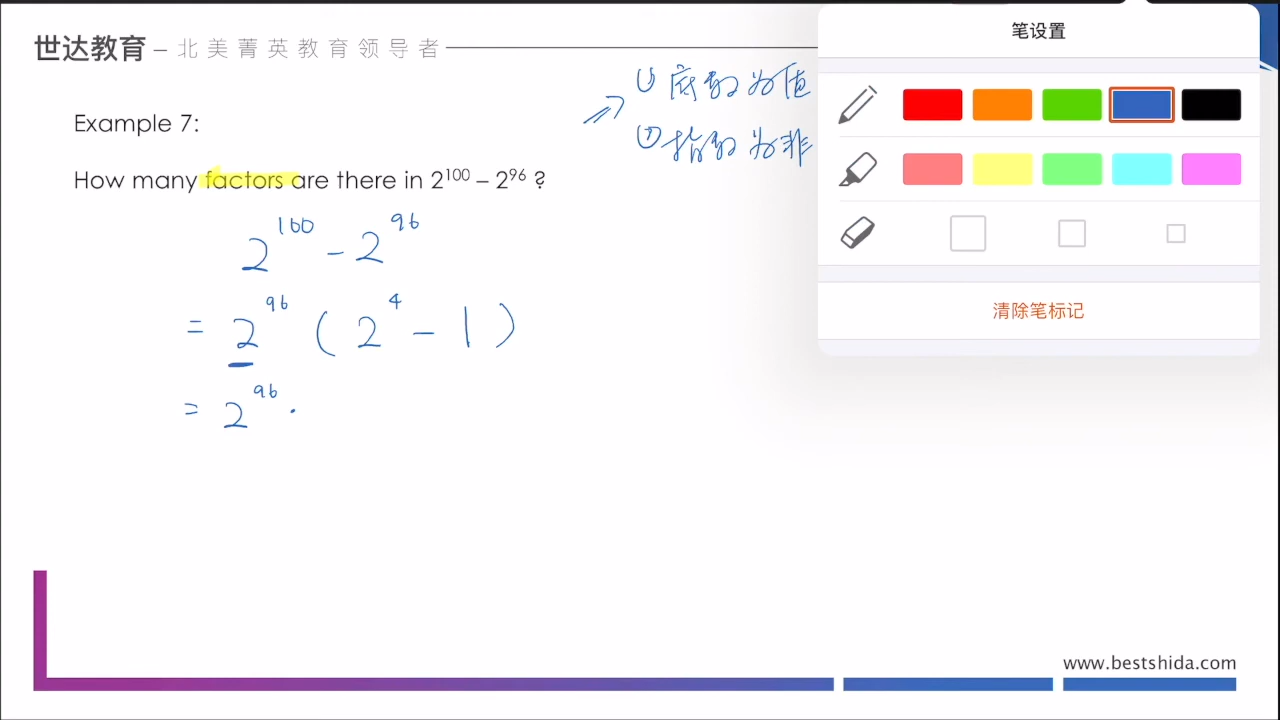 世达教育 – 北美菁英教育领导者
Example 7:
How many factors are there in 2¹⁰⁰ – 2⁹⁶ ?
① 底数为值
② 指数为非
2¹⁰⁰ - 2⁹⁶
= 2⁹⁶ ( 2⁴ - 1 )
= 2⁹⁶ ·
笔设置
清除笔标记
www.bestshida.com